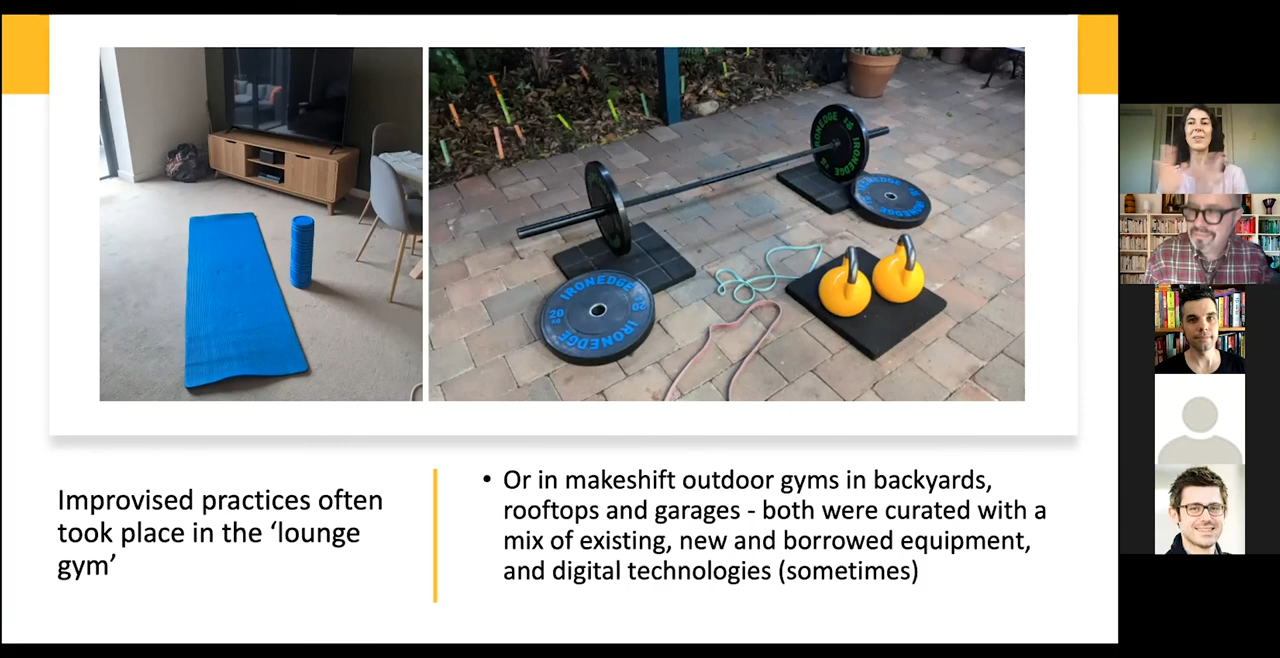 IRONEDGE
IRONEDGE
IRONEDGE
20
KG
20
IRONEDGE
Improvised practices often
took place in the ‘lounge
gym’
• Or in makeshift outdoor gyms in backyards,
rooftops and garages - both were curated with a
mix of existing, new and borrowed equipment,
and digital technologies (sometimes)